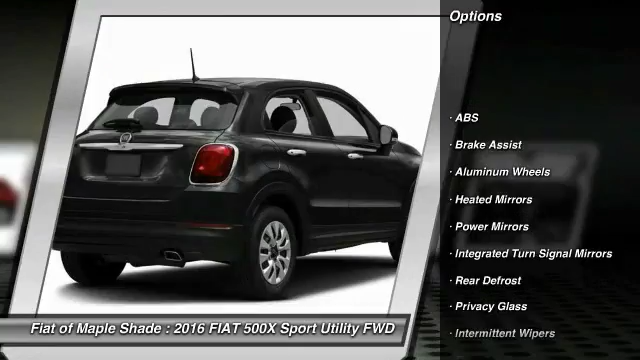 Options
· ABS
· Brake Assist
· Aluminum Wheels
· Heated Mirrors
· Power Mirrors
· Integrated Turn Signal Mirrors
· Rear Defrost
· Privacy Glass
· Intermittent Wipers
Fiat of Maple Shade : 2016 FIAT 500X Sport Utility FWD